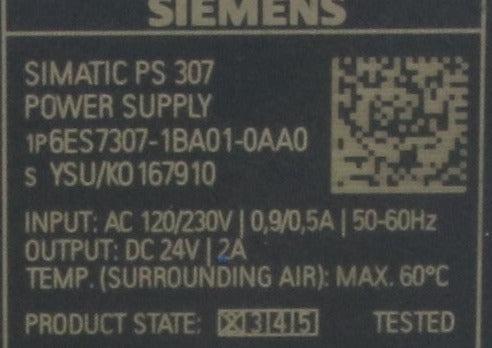 SIEMENS
SIMATIC PS 307
POWER SUPPLY
1P6ES7307-1BA01-0AA0
S YSU/K0167910
INPUT: AC 120/230V | 0,9/0,5A | 50-60Hz
OUTPUT: DC 24V | 2A
TEMP. (SURROUNDING AIR): MAX. 60°C
PRODUCT STATE: X 3 4 5 TESTED